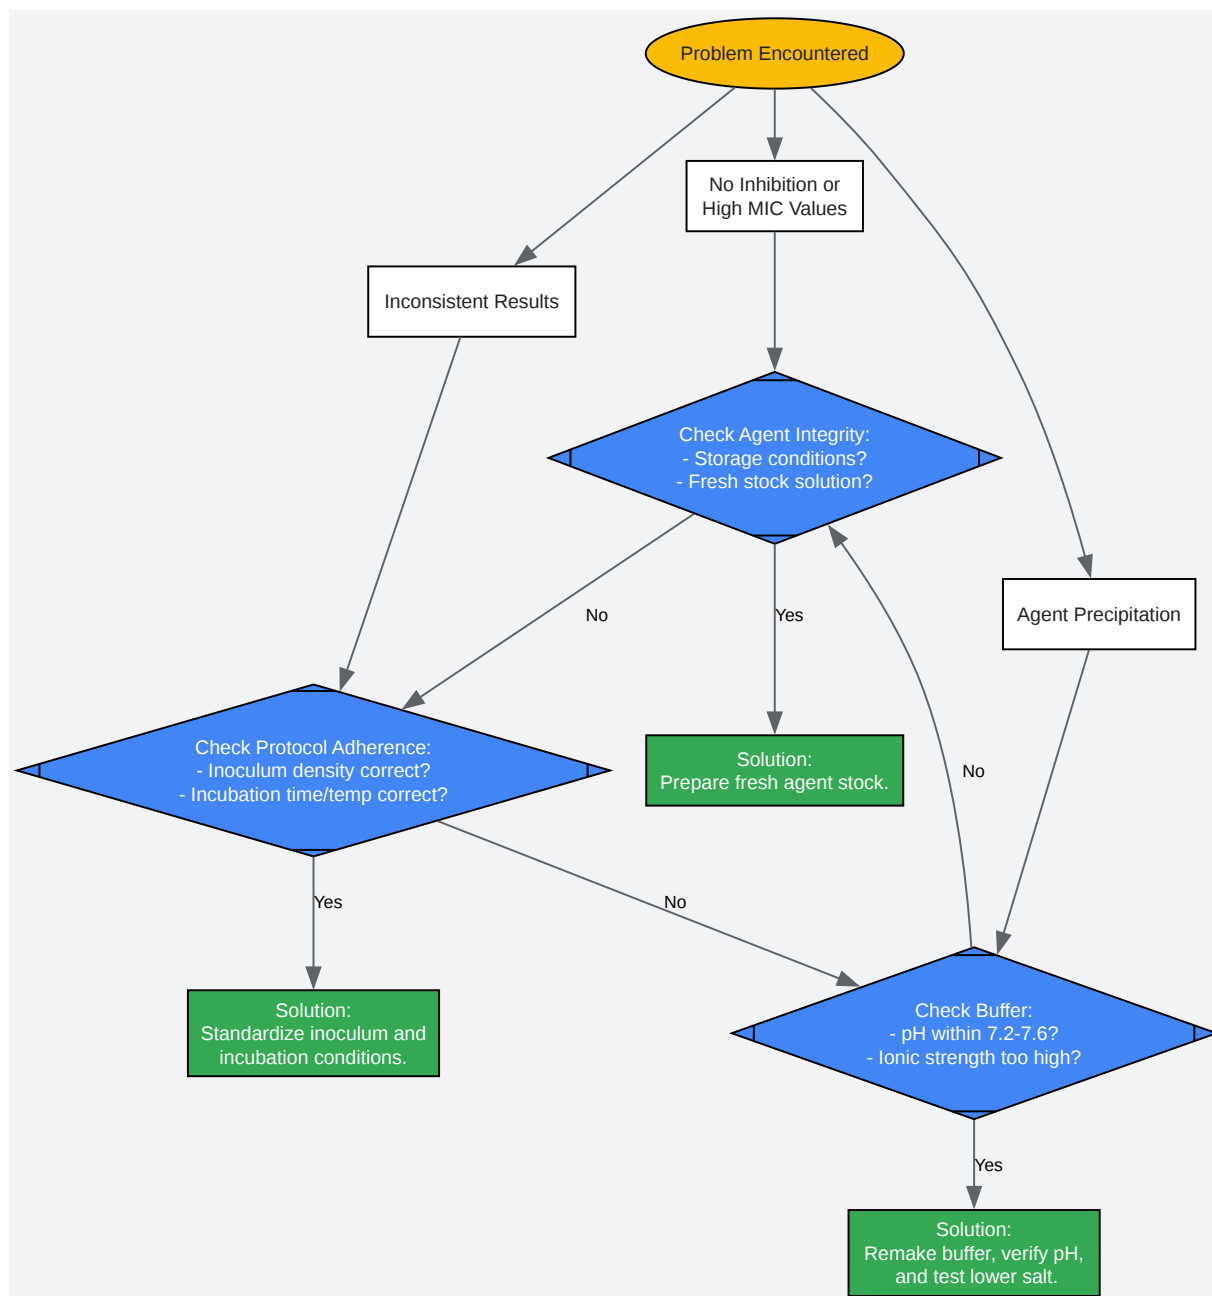 Problem Encountered
No Inhibition or
High MIC Values
Inconsistent Results
Check Agent Integrity:
- Storage conditions?
- Fresh stock solution?
Agent Precipitation
No
Yes
Check Protocol Adherence:
- Inoculum density correct?
- Incubation time/temp correct?
Solution:
Prepare fresh agent stock.
No
Yes
No
Solution:
Standardize inoculum and
incubation conditions.
Check Buffer:
- pH within 7.2-7.6?
- Ionic strength too high?
Yes
Solution:
Remake buffer, verify pH,
and test lower salt.